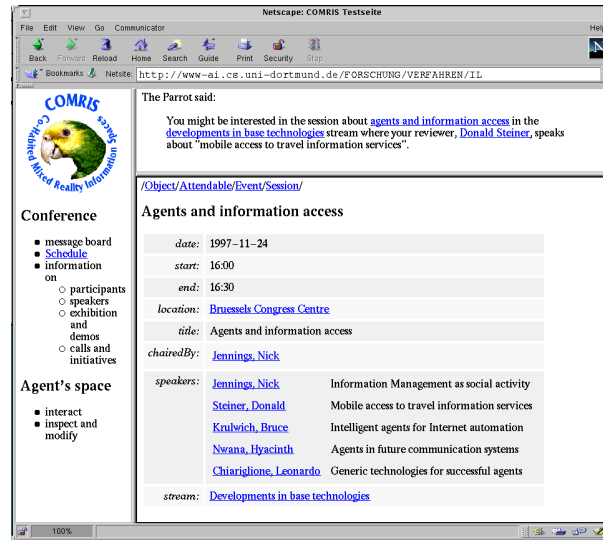 Netscape: COMRIS Testseite
File Edit View Go Communicator Help
Back Forward Reload Home Search Guide Print Security Stop
N
Bookmarks Netsite: http://www-ai.cs.uni-dortmund.de/FORSCHUNG/VERFAHREN/IL
COMRIS
Co-Habited Mixed Reality Information Spaces
The Parrot said:
You might be interested in the session about agents and information access in the
developments in base technologies stream where your reviewer, Donald Steiner, speaks
about "mobile access to travel information services".
Conference
message board
Schedule
information
on
participants
speakers
exhibition
and
demos
calls and
initiatives
Agent's space
interact
inspect and
modify
/Object/Attendable/Event/Session/
Agents and information access
date: 1997-11-24
start: 16:00
end: 16:30
location: Bruessels Congress Centre
title: Agents and information access
chairedBy: Jennings, Nick
speakers: Jennings, Nick Information Management as social activity
Steiner, Donald Mobile access to travel information services
Krulwich, Bruce Intelligent agents for Internet automation
Nwana, Hyacinth Agents in future communication systems
Chiariglione, Leonardo Generic technologies for successful agents
stream: Developments in base technologies
100%